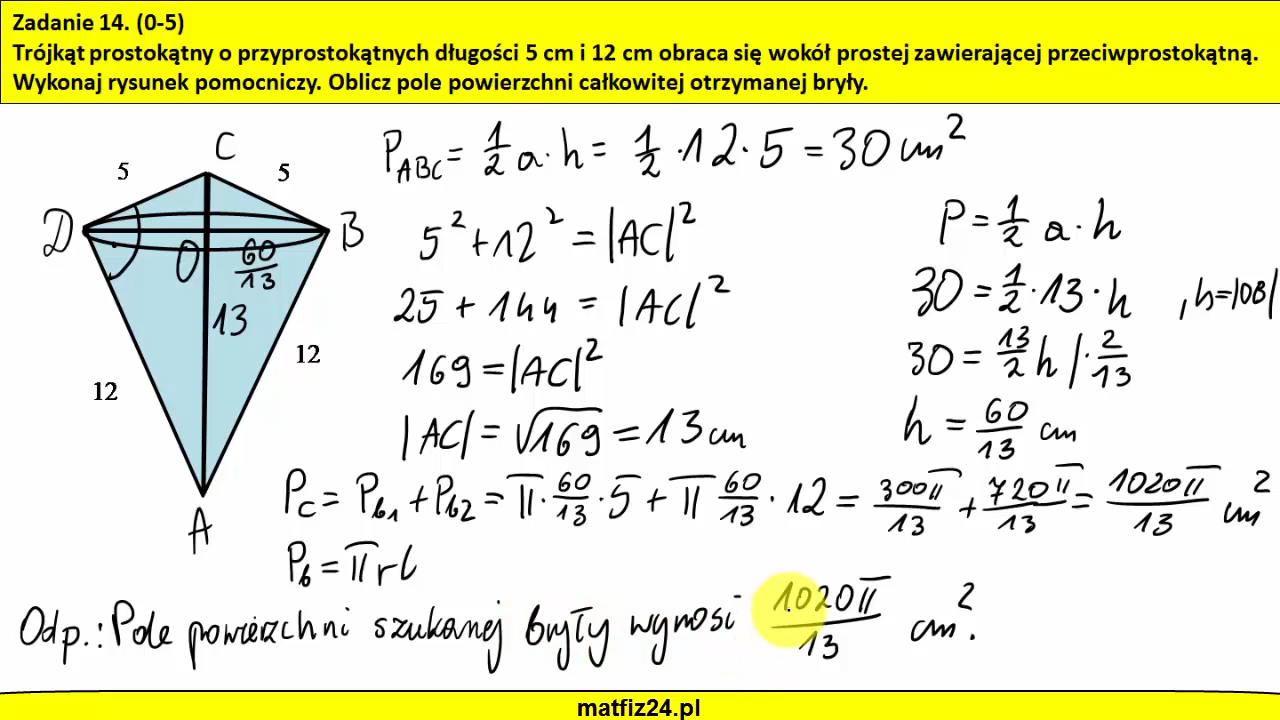 Zadanie 14. (0-5)
Trójkąt prostokątny o przyprostokątnych długości 5 cm i 12 cm obraca się wokół prostej zawierającej przeciwprostokątną.
Wykonaj rysunek pomocniczy. Oblicz pole powierzchni całkowitej otrzymanej bryły.
C
5
5
D
B
O
60/13
13
12
12
A
P_ABC = 1/2 a · h = 1/2 · 12 · 5 = 30 cm²
5² + 12² = |AC|²
25 + 144 = |AC|²
169 = |AC|²
|AC| = √169 = 13 cm
P = 1/2 a · h
30 = 1/2 · 13 · h , h = |OB|
30 = 13/2 h / · 2/13
h = 60/13 cm
P_C = P_b1 + P_b2 = π · 60/13 · 5 + π 60/13 · 12 = 300π/13 + 720π/13 = 1020π/13 cm²
P_b = π r l
Odp.: Pole powierzchni szukanej bryły wynosi 1020π/13 cm².
matfiz24.pl